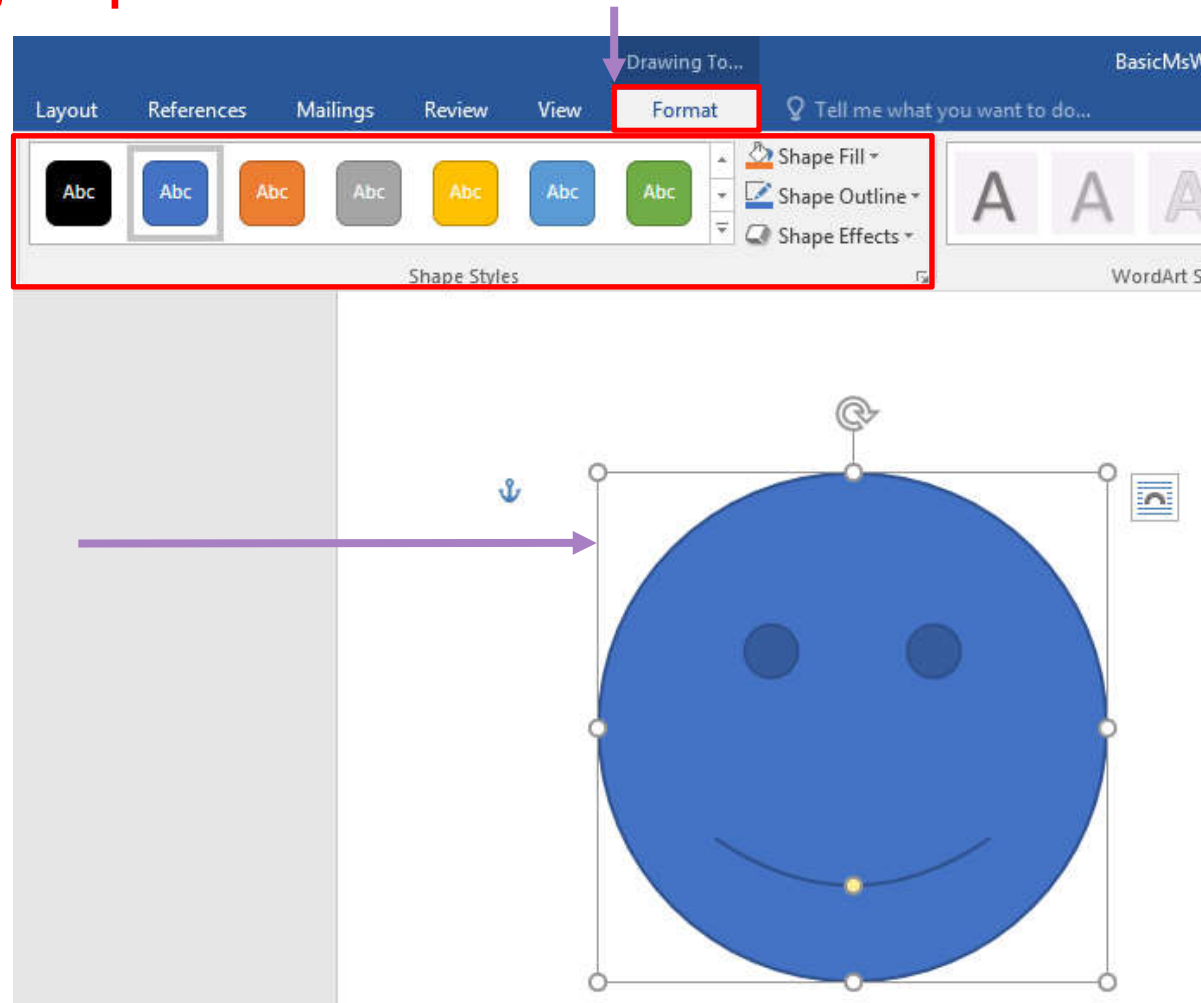 Drawing To...
BasicMsW
Layout References Mailings Review View Format Tell me what you want to do...
Abc Abc Abc Abc Abc Abc Abc
Shape Fill
Shape Outline
Shape Effects
A A A
Shape Styles
WordArt S